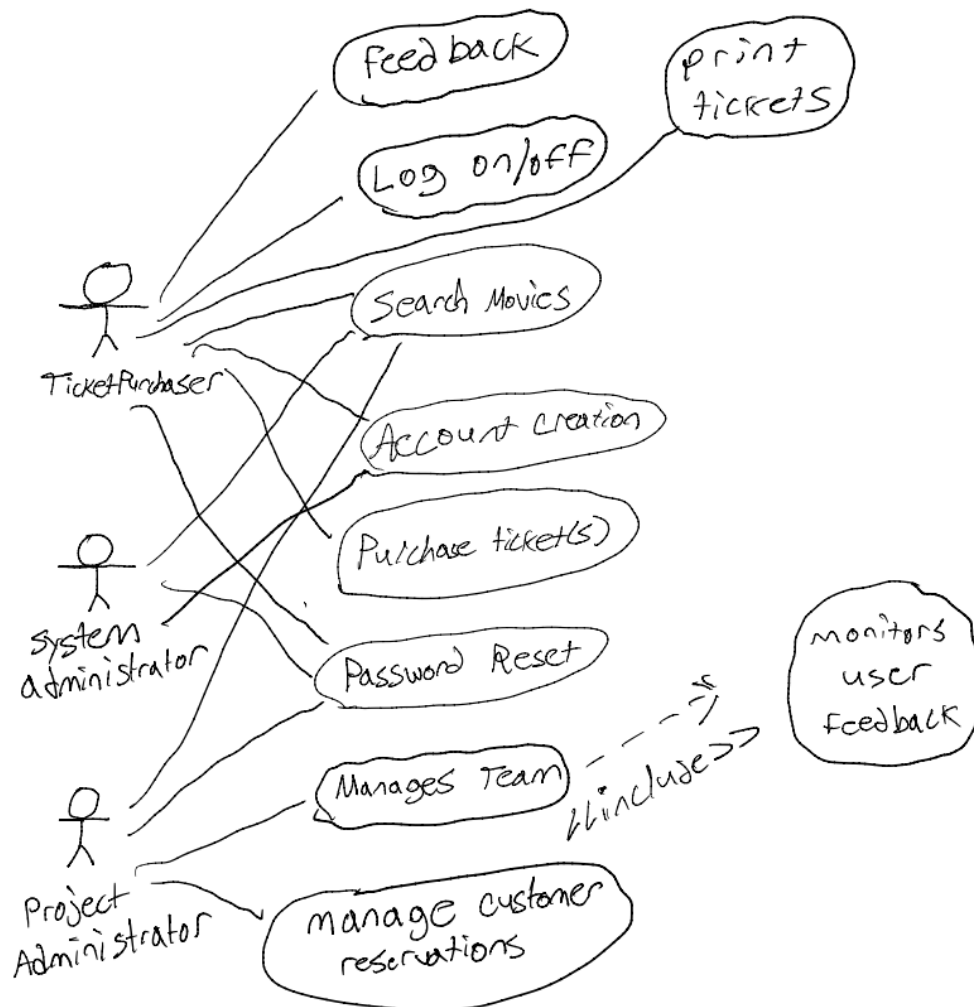 feedback
print
tickets
Log on/off
Search Movies
TicketPurchaser
Account Creation
Purchase ticket(s)
System
administrator
Password Reset
monitors
user
feedback
Manages Team
<<include>>
Project
Administrator
manage customer
reservations